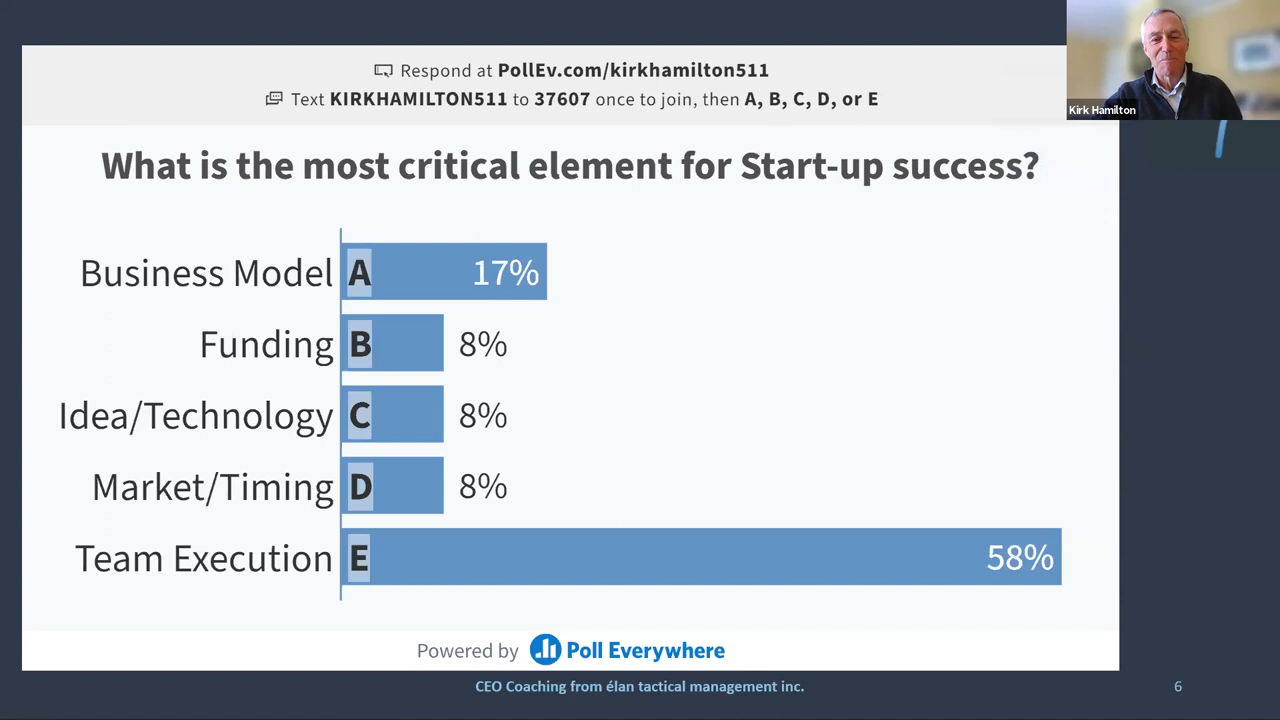 Respond at PollEv.com/kirkhamilton511
Text KIRKHAMILTON511 to 37607 once to join, then A, B, C, D, or E
Kirk Hamilton
What is the most critical element for Start-up success?
Business Model A 17%
Funding B 8%
Idea/Technology C 8%
Market/Timing D 8%
Team Execution E 58%
Powered by Poll Everywhere
CEO Coaching from élan tactical management inc.
6